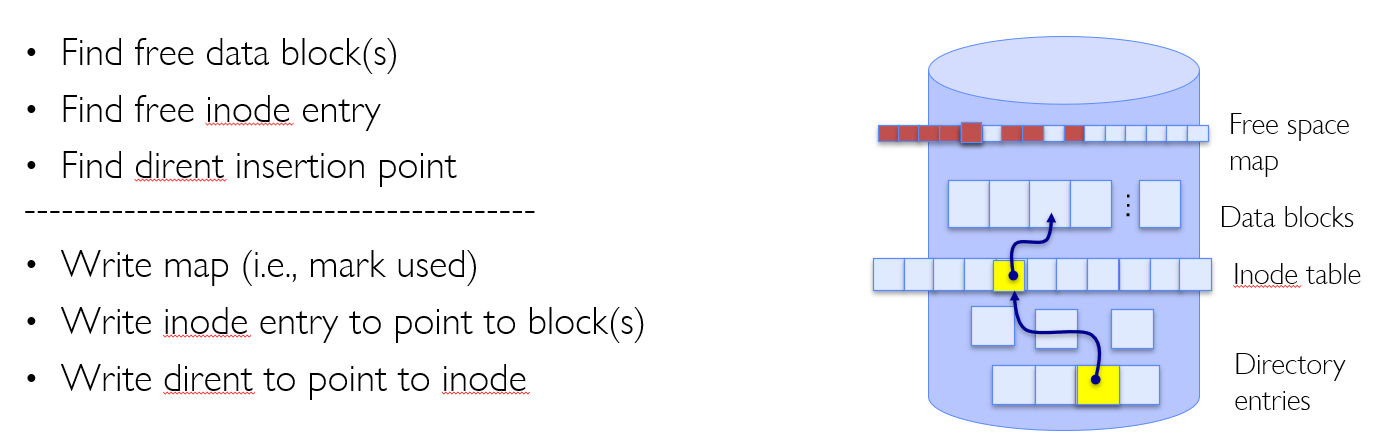 • Find free data block(s)
• Find free inode entry
• Find dirent insertion point
------------------------------------------
• Write map (i.e., mark used)
• Write inode entry to point to block(s)
• Write dirent to point to inode
Free space
map
Data blocks
Inode table
Directory
entries